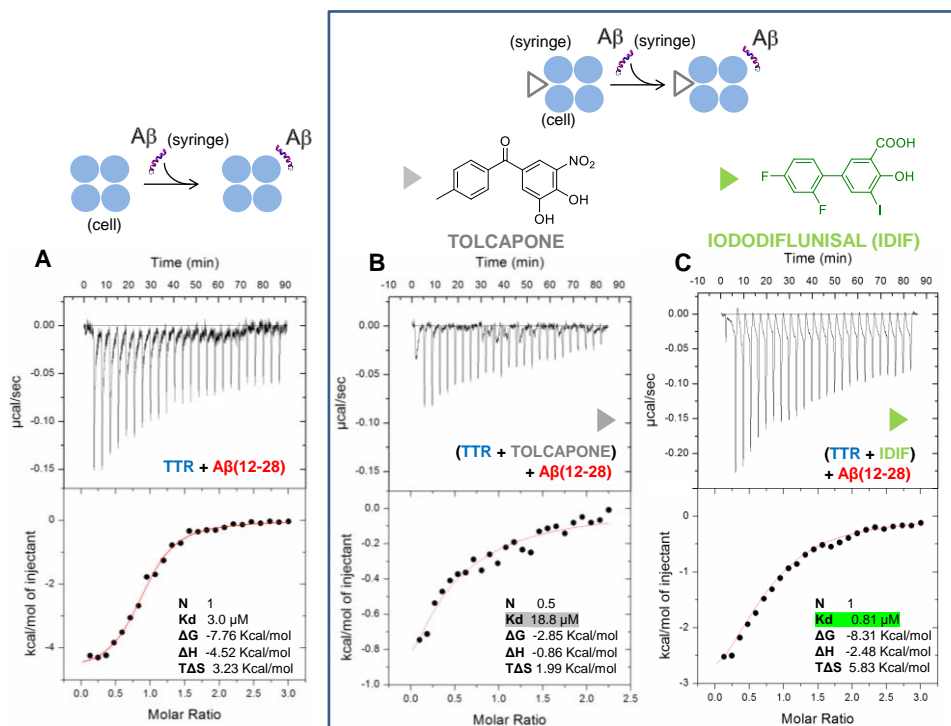 (syringe)
Aβ
(syringe)
Aβ
(cell)
Aβ
(syringe)
Aβ
(cell)
O
NO₂
OH
OH
TOLCAPONE
COOH
OH
F
F
I
IODODIFLUNISAL (IDIF)
A
Time (min)
0 10 20 30 40 50 60 70 80 90 100
0.00
-0.05
-0.10
-0.15
µcal/sec
TTR + Aβ(12-28)
0
-1
-2
-3
-4
kcal/mol of injectant
N 1
Kd 3.0 µM
ΔG -7.76 Kcal/mol
ΔH -4.52 Kcal/mol
TΔS 3.23 Kcal/mol
0.0 0.5 1.0 1.5 2.0 2.5 3.0
Molar Ratio
B
Time (min)
-10 0 10 20 30 40 50 60 70 80 90
0.00
-0.05
-0.10
-0.15
µcal/sec
(TTR + TOLCAPONE)
+ Aβ(12-28)
0.0
-0.2
-0.4
-0.6
-0.8
-1.0
kcal/mol of injectant
N 0.5
Kd 18.8 µM
ΔG -2.85 Kcal/mol
ΔH -0.86 Kcal/mol
TΔS 1.99 Kcal/mol
0.0 0.5 1.0 1.5 2.0 2.5
Molar Ratio
C
Time (min)
-10 0 10 20 30 40 50 60 70 80 90
0.00
-0.05
-0.10
-0.15
-0.20
µcal/sec
(TTR + IDIF)
+ Aβ(12-28)
0
-1
-2
-3
kcal/mol of injectant
N 1
Kd 0.81 µM
ΔG -8.31 Kcal/mol
ΔH -2.48 Kcal/mol
TΔS 5.83 Kcal/mol
0.0 0.5 1.0 1.5 2.0 2.5 3.0
Molar Ratio